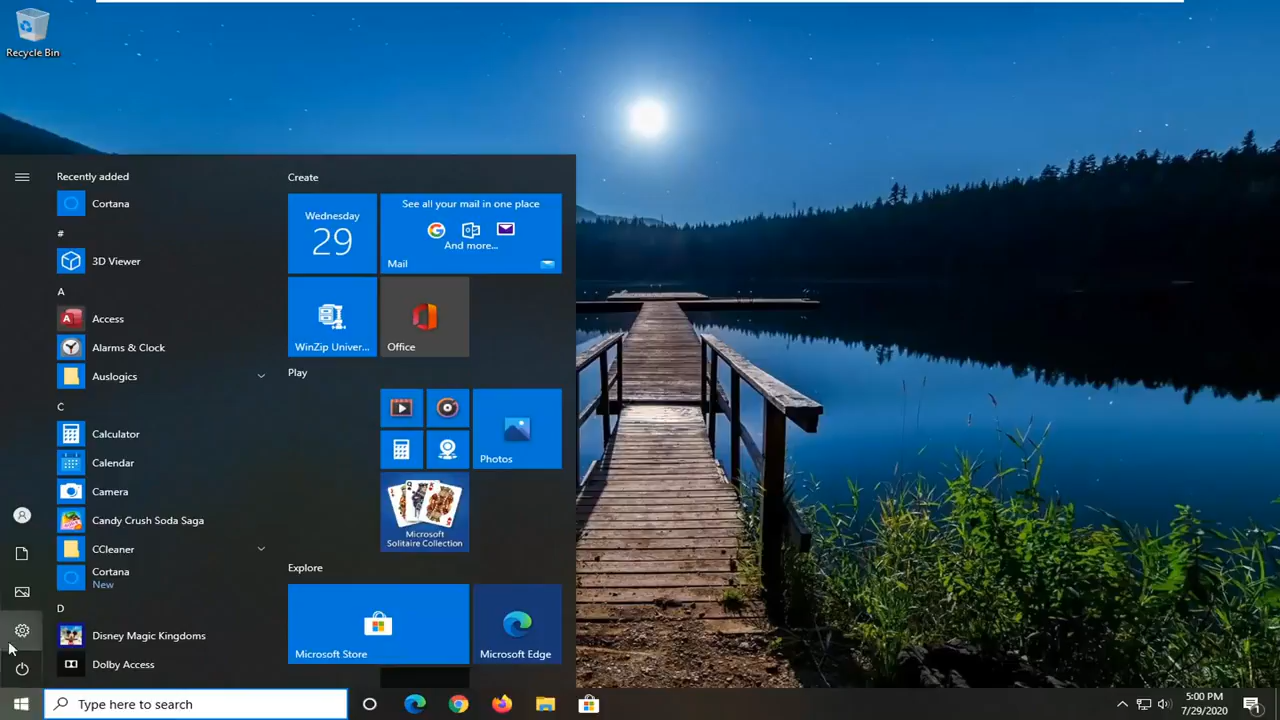 Recycle Bin
Recently added
Cortana
#
3D Viewer
A
Access
Alarms & Clock
Auslogics
C
Calculator
Calendar
Camera
Candy Crush Soda Saga
CCleaner
Cortana
New
D
Disney Magic Kingdoms
Dolby Access
Create
Wednesday
29
See all your mail in one place
And more...
Mail
WinZip Univer...
Office
Play
Photos
Microsoft
Solitaire Collection
Explore
Microsoft Store
Microsoft Edge
Type here to search
5:00 PM
7/29/2020
1